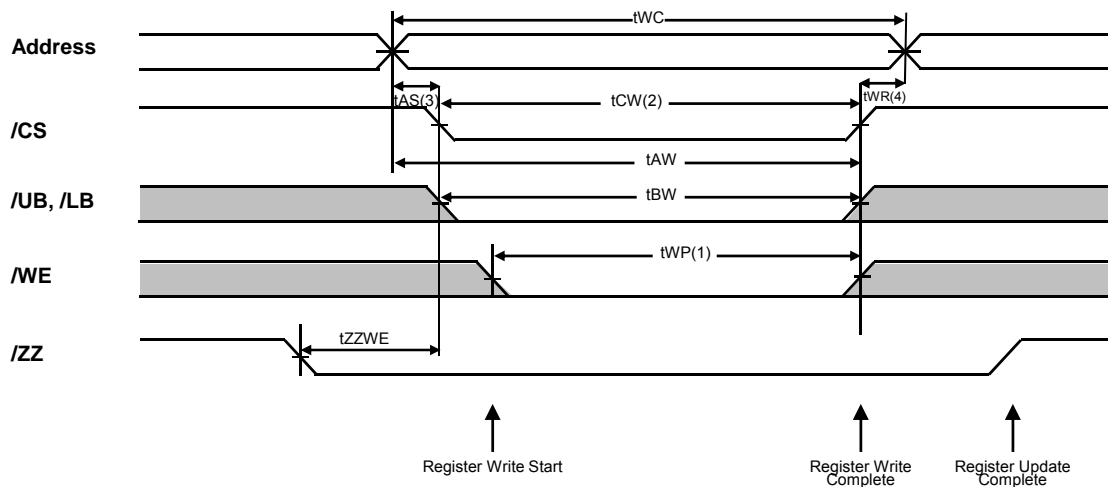 tWC
Address
tAS(3)
tCW(2)
tWR(4)
/CS
tAW
/UB, /LB
tBW
tWP(1)
/WE
tZZWE
/ZZ
Register Write Start
Register Write
Complete
Register Update
Complete